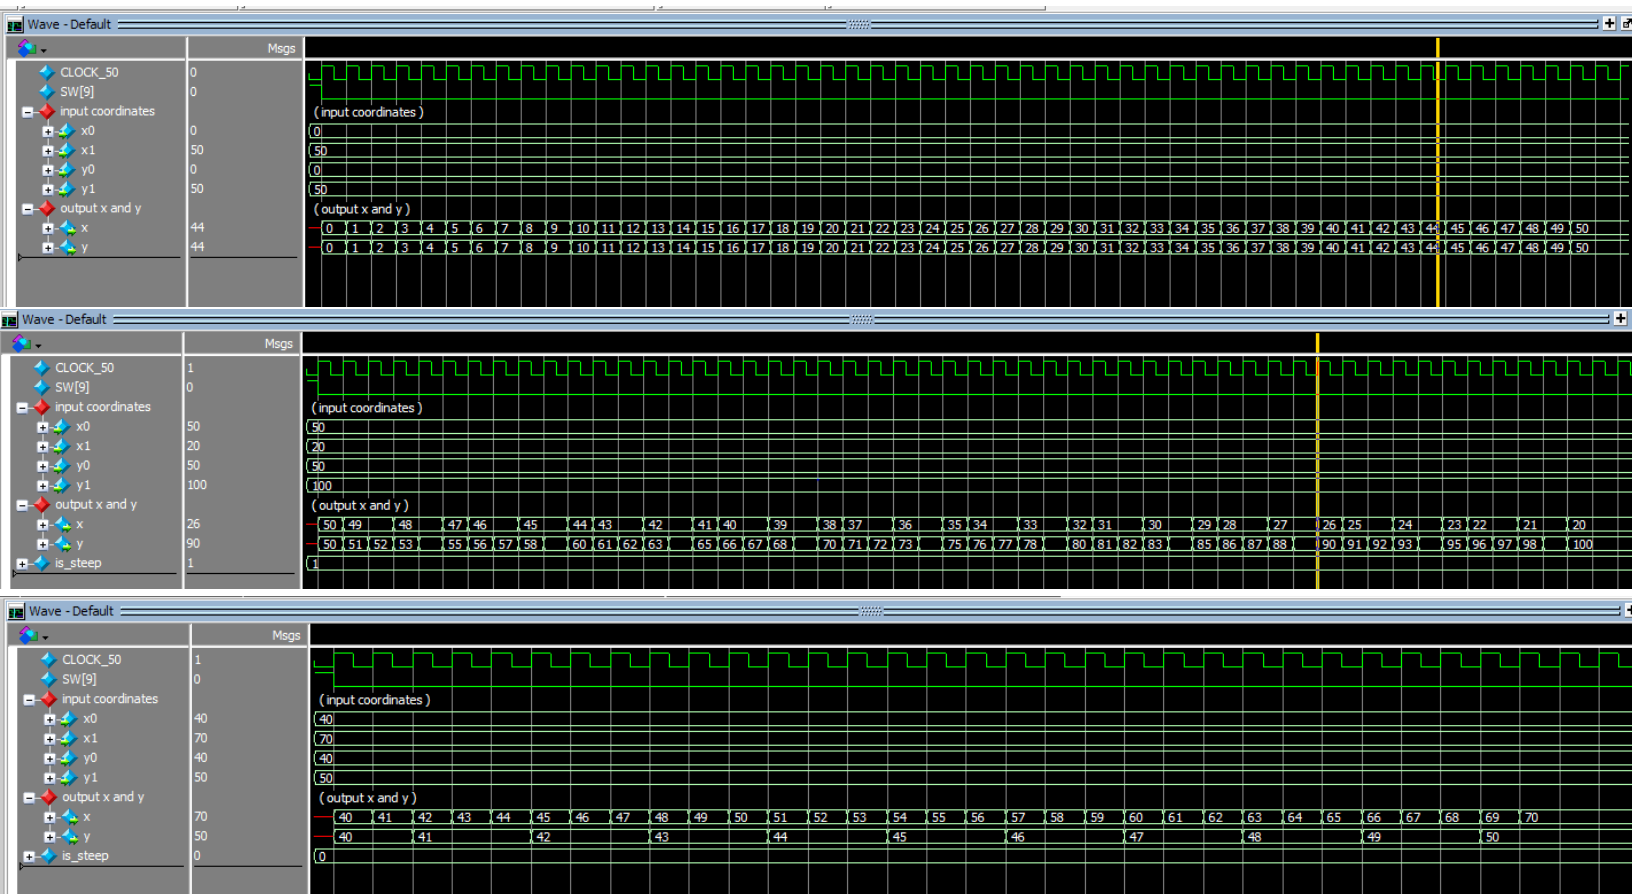 Wave - Default
Msgs
CLOCK_50 0
SW[9] 0
input coordinates ( input coordinates )
x0 0 0
x1 50 50
y0 0 0
y1 50 50
output x and y ( output x and y )
x 44 0 1 2 3 4 5 6 7 8 9 10 11 12 13 14 15 16 17 18 19 20 21 22 23 24 25 26 27 28 29 30 31 32 33 34 35 36 37 38 39 40 41 42 43 44 45 46 47 48 49 50
y 44 0 1 2 3 4 5 6 7 8 9 10 11 12 13 14 15 16 17 18 19 20 21 22 23 24 25 26 27 28 29 30 31 32 33 34 35 36 37 38 39 40 41 42 43 44 45 46 47 48 49 50
Wave - Default
Msgs
CLOCK_50 1
SW[9] 0
input coordinates ( input coordinates )
x0 50 50
x1 20 20
y0 50 50
y1 100 100
output x and y ( output x and y )
x 26 50 49 48 47 46 45 44 43 42 41 40 39 38 37 36 35 34 33 32 31 30 29 28 27 26 25 24 23 22 21 20
y 90 50 51 52 53 55 56 57 58 60 61 62 63 65 66 67 68 70 71 72 73 75 76 77 78 80 81 82 83 85 86 87 88 90 91 92 93 95 96 97 98 100
is_steep 1 1
Wave - Default
Msgs
CLOCK_50 1
SW[9] 0
input coordinates ( input coordinates )
x0 40 40
x1 70 70
y0 40 40
y1 50 50
output x and y ( output x and y )
x 70 40 41 42 43 44 45 46 47 48 49 50 51 52 53 54 55 56 57 58 59 60 61 62 63 64 65 66 67 68 69 70
y 50 40 41 42 43 44 45 46 47 48 49 50
is_steep 0 0